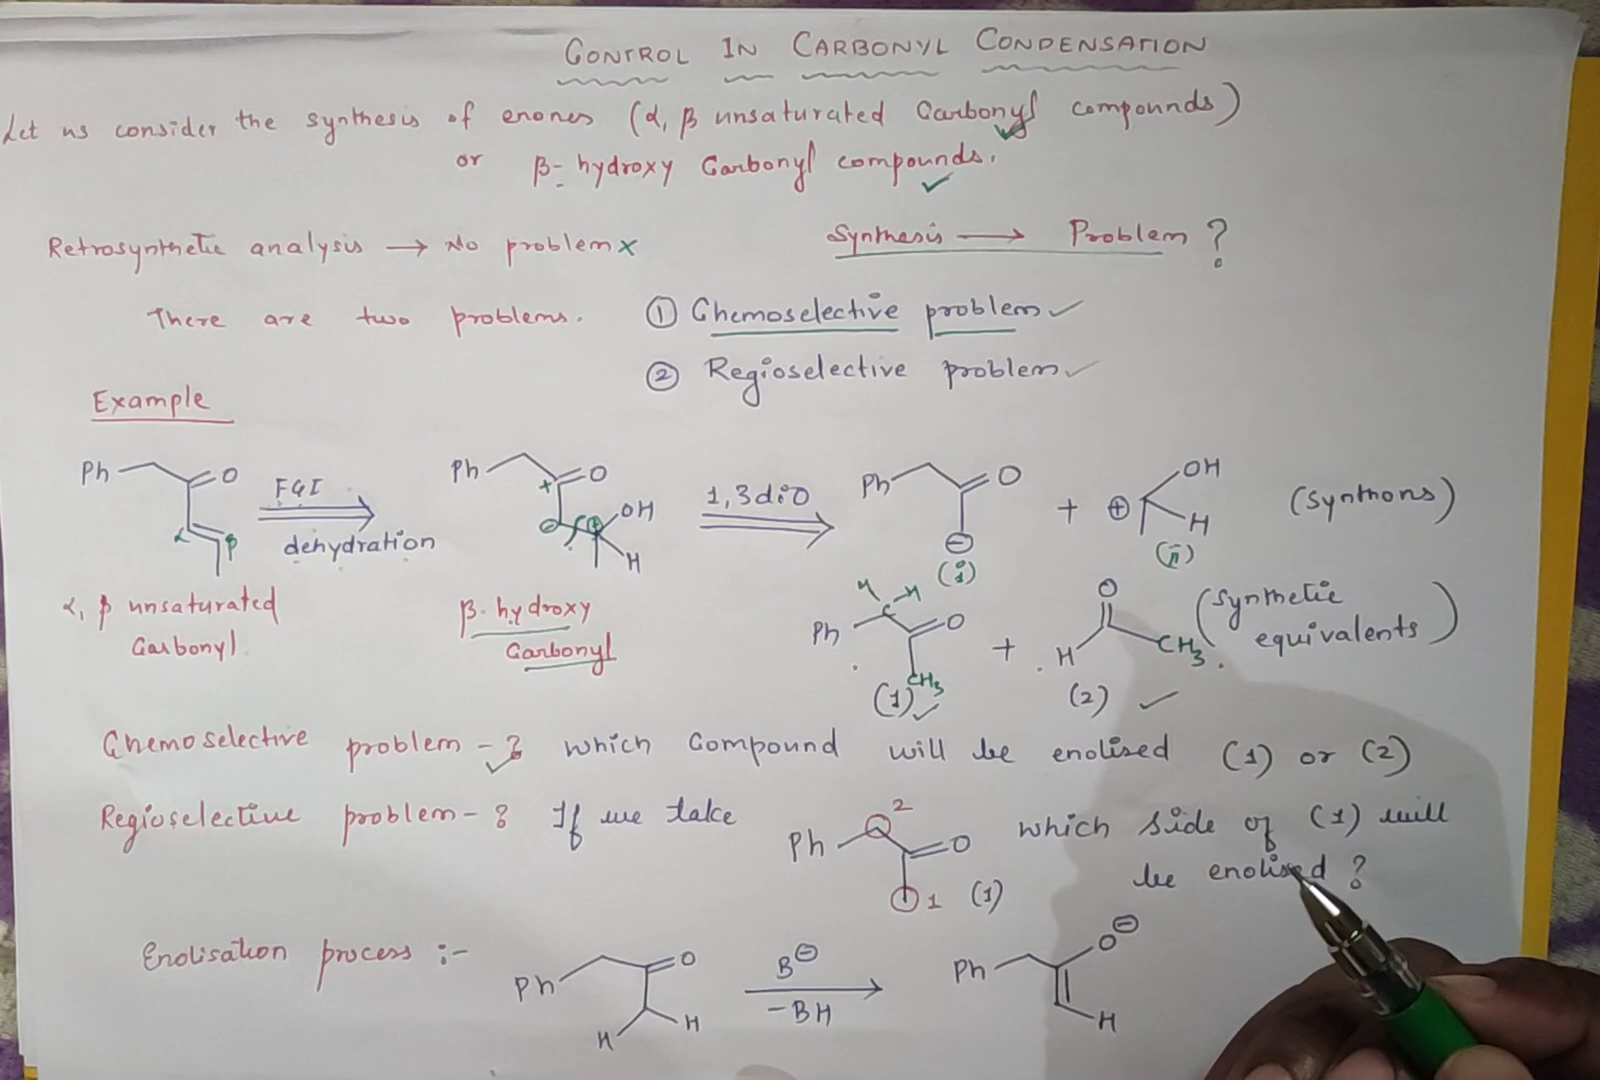 CONTROL IN CARBONYL CONDENSATION
Let us consider the synthesis of enones (α, β unsaturated Carbonyl compounds)
or β- hydroxy Carbonyl compounds.
Retrosynthetic analysis → No problem x Synthesis → Problem ?
There are two problems. ① Chemoselective problem ✓
② Regioselective problem ✓
Example
Ph O FGI dehydration Ph O OH H 1,3 diO Ph O ⊖ (i) + ⊕ OH H (ii) (Synthons)
α β
α, β unsaturated Carbonyl
β- hydroxy Carbonyl
Ph C H H O CH3 (1) ✓ + H O CH3 (2) ✓ (Synthetic equivalents)
Chemoselective problem - ? which Compound will be enolised (1) or (2)
Regioselective problem - ? If we take Ph 2 O 1 (1) which side of (1) will
be enolised ?
Enolisation process :- Ph O H H B⊖ -BH Ph O⊖ H